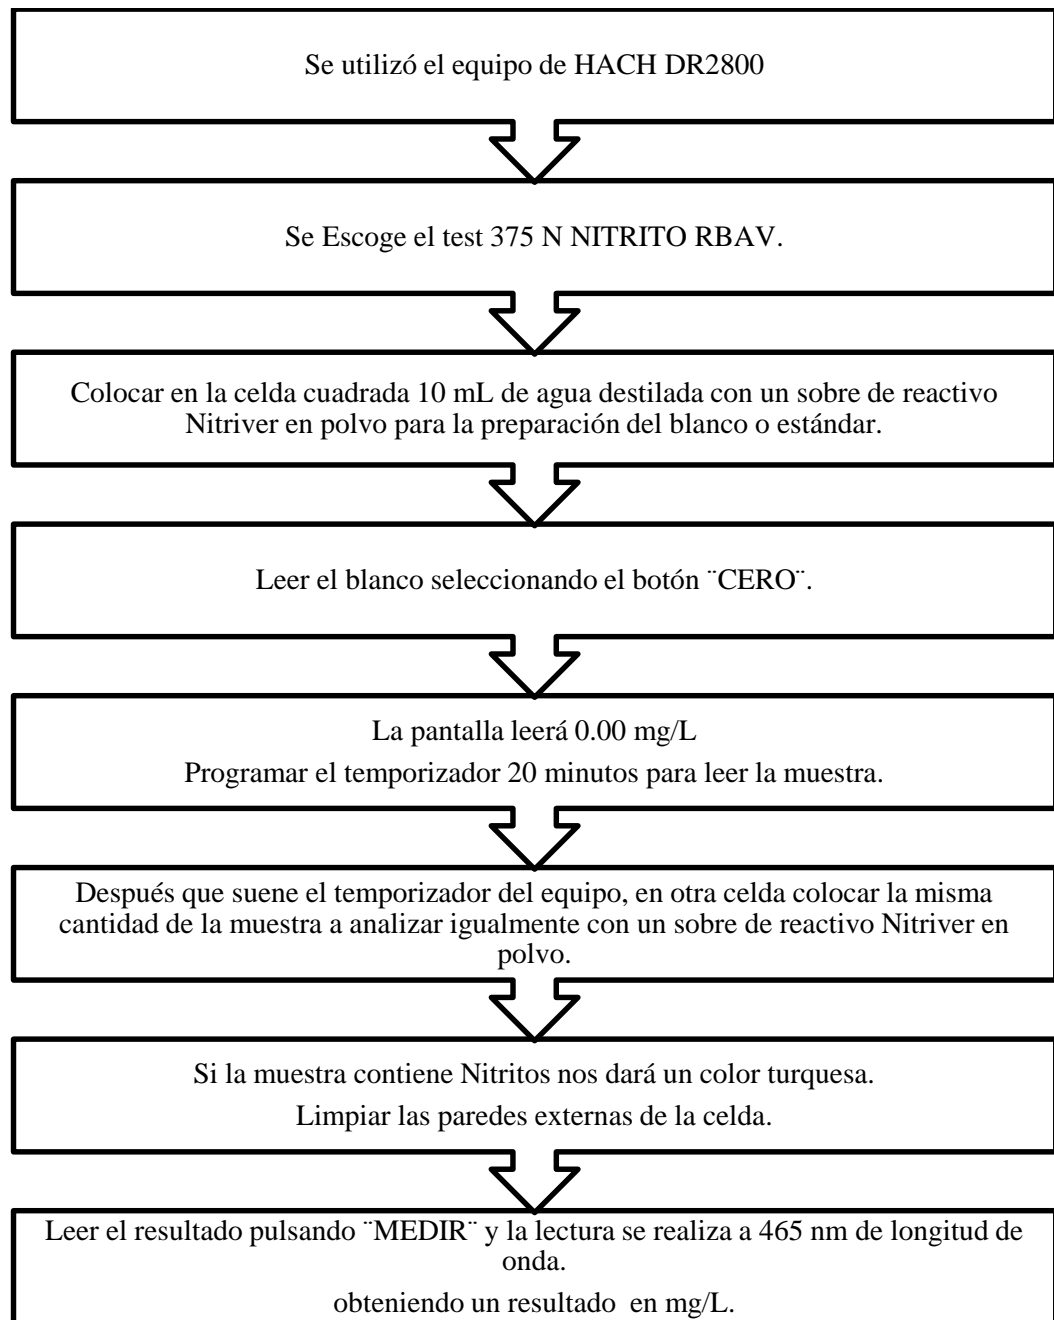 Se utilizó el equipo de HACH DR2800
Se Escoge el test 375 N NITRITO RBAV.
Colocar en la celda cuadrada 10 mL de agua destilada con un sobre de reactivo
Nitriver en polvo para la preparación del blanco o estándar.
Leer el blanco seleccionando el botón ¨CERO¨.
La pantalla leerá 0.00 mg/L
Programar el temporizador 20 minutos para leer la muestra.
Después que suene el temporizador del equipo, en otra celda colocar la misma
cantidad de la muestra a analizar igualmente con un sobre de reactivo Nitriver en
polvo.
Si la muestra contiene Nitritos nos dará un color turquesa.
Limpiar las paredes externas de la celda.
Leer el resultado pulsando ¨MEDIR¨ y la lectura se realiza a 465 nm de longitud de
onda.
obteniendo un resultado en mg/L.